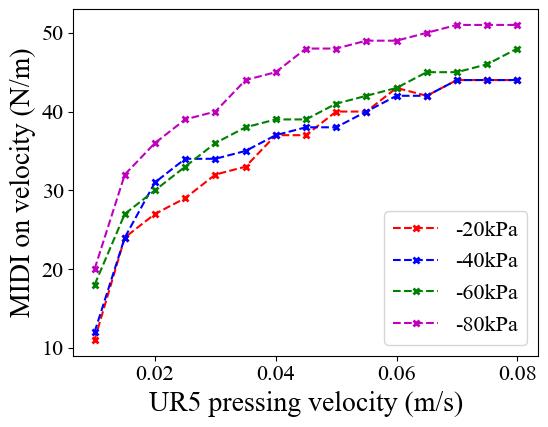 MIDI on velocity (N/m)
50
40
30
20
10
-20kPa
-40kPa
-60kPa
-80kPa
0.02
0.04
0.06
0.08
UR5 pressing velocity (m/s)